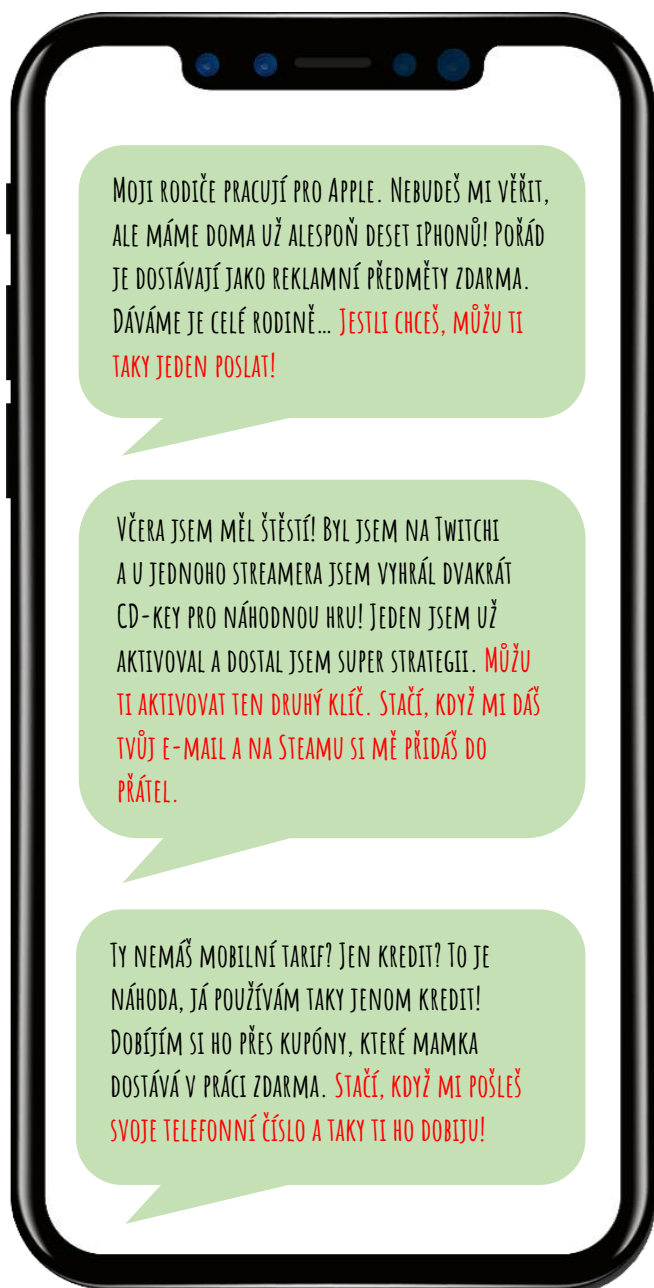 Moji rodiče pracují pro Apple. Nebudeš mi věřit,
ale máme doma už alespoň deset iPhonů! Pořád
je dostávají jako reklamní předměty zdarma.
Dáváme je celé rodině… Jestli chceš, můžu ti
taky jeden poslat!
Včera jsem měl štěstí! Byl jsem na Twitchi
a u jednoho streamera jsem vyhrál dvakrát
CD-key pro náhodnou hru! Jeden jsem už
aktivoval a dostal jsem super strategii. Můžu
ti aktivovat ten druhý klíč. Stačí, když mi dáš
tvůj e-mail a na Steamu si mě přidáš do
přátel.
Ty nemáš mobilní tarif? Jen kredit? To je
náhoda, já používám taky jenom kredit!
Dobíjím si ho přes kupóny, které mamka
dostává v práci zdarma. Stačí, když mi pošleš
svoje telefonní číslo a taky ti ho dobiju!